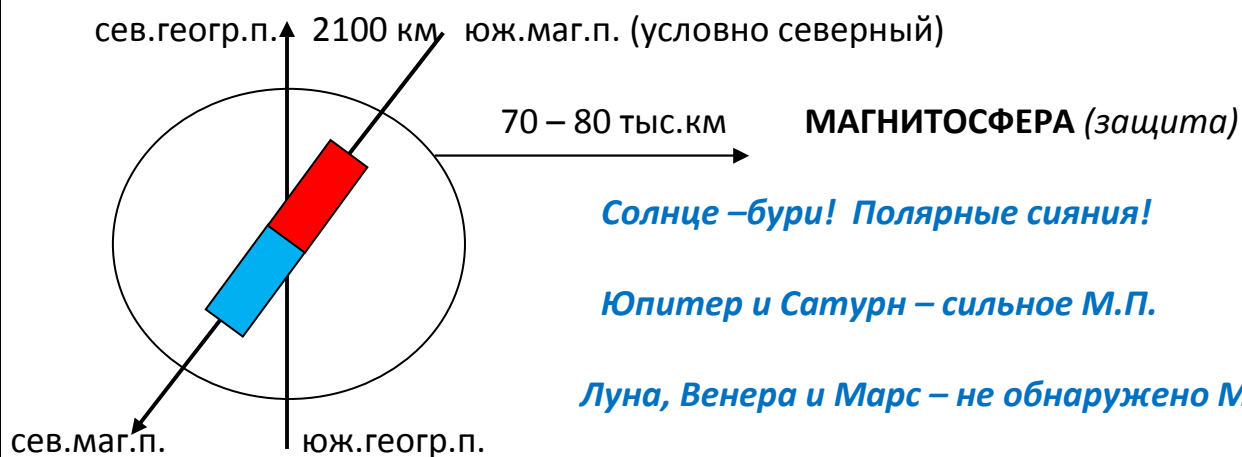 сев.геогр.п. 2100 км юж.маг.п. (условно северный)
70 – 80 тыс.км МАГНИТОСФЕРА (защита)
Солнце –бури! Полярные сияния!
Юпитер и Сатурн – сильное М.П.
Луна, Венера и Марс – не обнаружено М
сев.маг.п. юж.геогр.п.